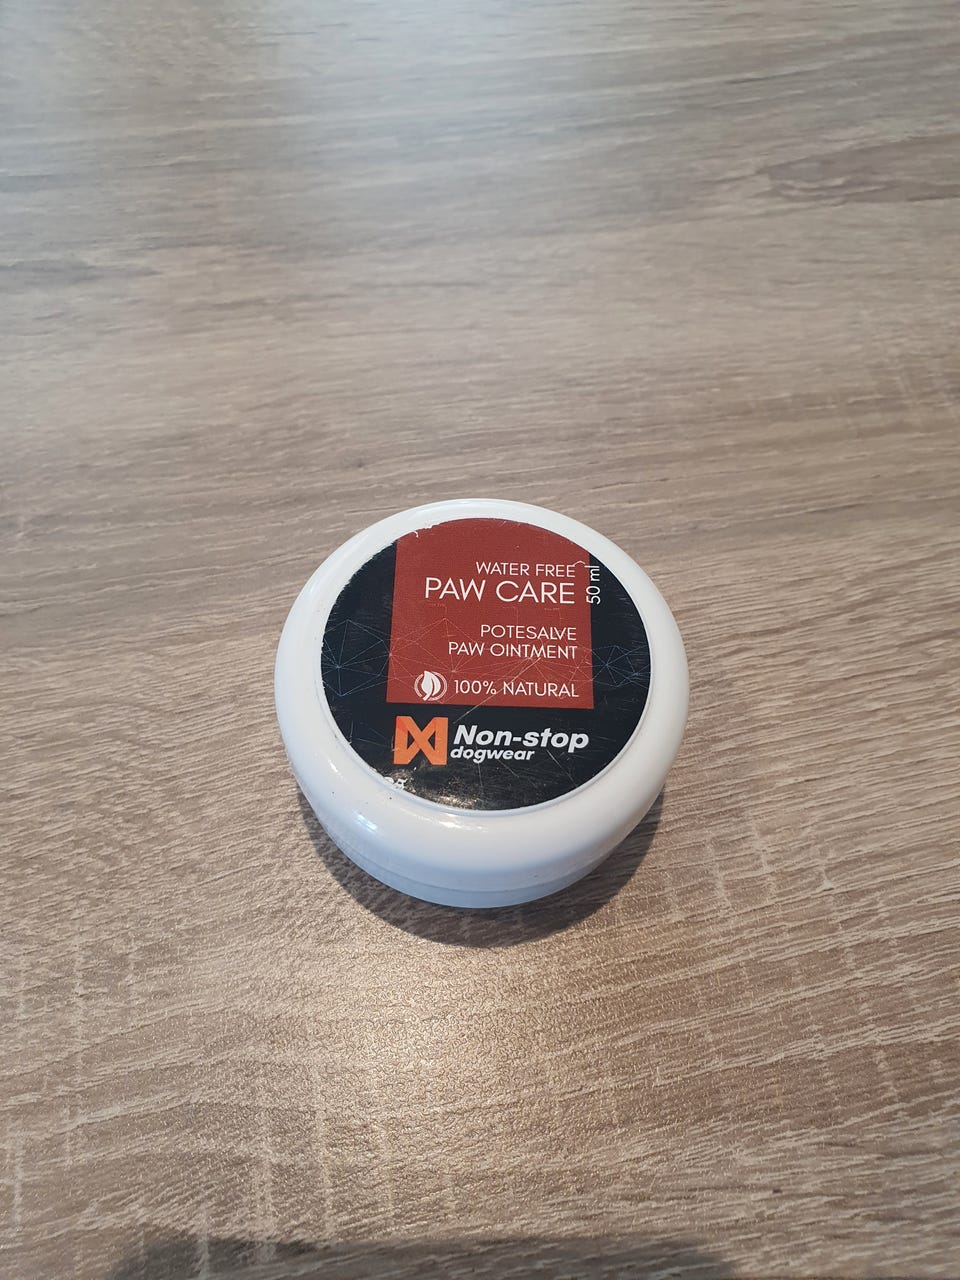 WATER FREE
PAW CARE
50 ml
POTESALVE
PAW OINTMENT
100% NATURAL
Non-stop
dogwear